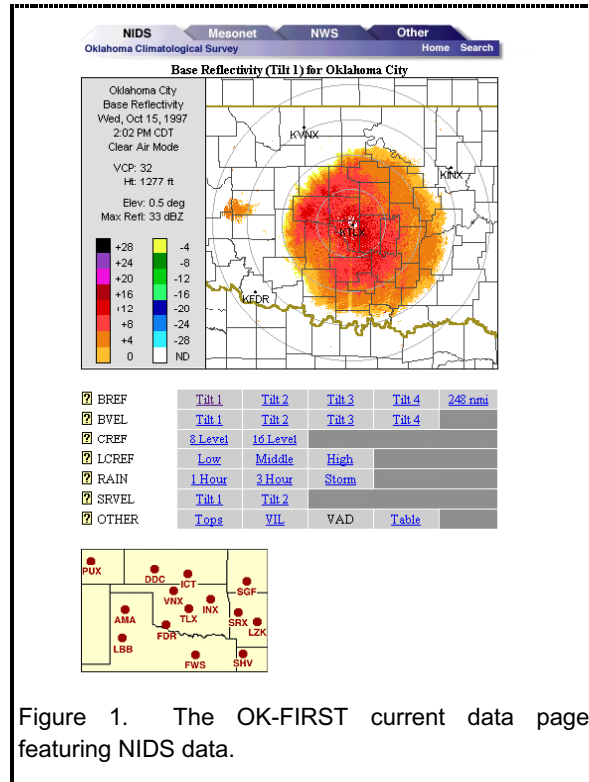 NIDS Mesonet NWS Other
Oklahoma Climatological Survey Home Search
Base Reflectivity (Tilt 1) for Oklahoma City
Oklahoma City
Base Reflectivity
Wed, Oct 15, 1997
2:02 PM CDT
Clear Air Mode
VCP: 32
Ht: 1277 ft
Elev: 0.5 deg
Max Refl: 33 dBZ
+28 -4
+24 -8
+20 -12
+16 -16
+12 -20
+8 -24
+4 -28
0 ND
KVNX
KINX
KTLX
KFDR
? BREF Tilt 1 Tilt 2 Tilt 3 Tilt 4 248 nmi
? BVEL Tilt 1 Tilt 2 Tilt 3 Tilt 4
? CREF 8 Level 16 Level
? LCREF Low Middle High
? RAIN 1 Hour 3 Hour Storm
? SRVEL Tilt 1 Tilt 2
? OTHER Tops VIL VAD Table
PUX
DDC
ICT
SGF
VNX
INX
AMA
TLX
SRX
LZK
FDR
LBB
FWS
SHV
Figure 1. The OK-FIRST current data page
featuring NIDS data.